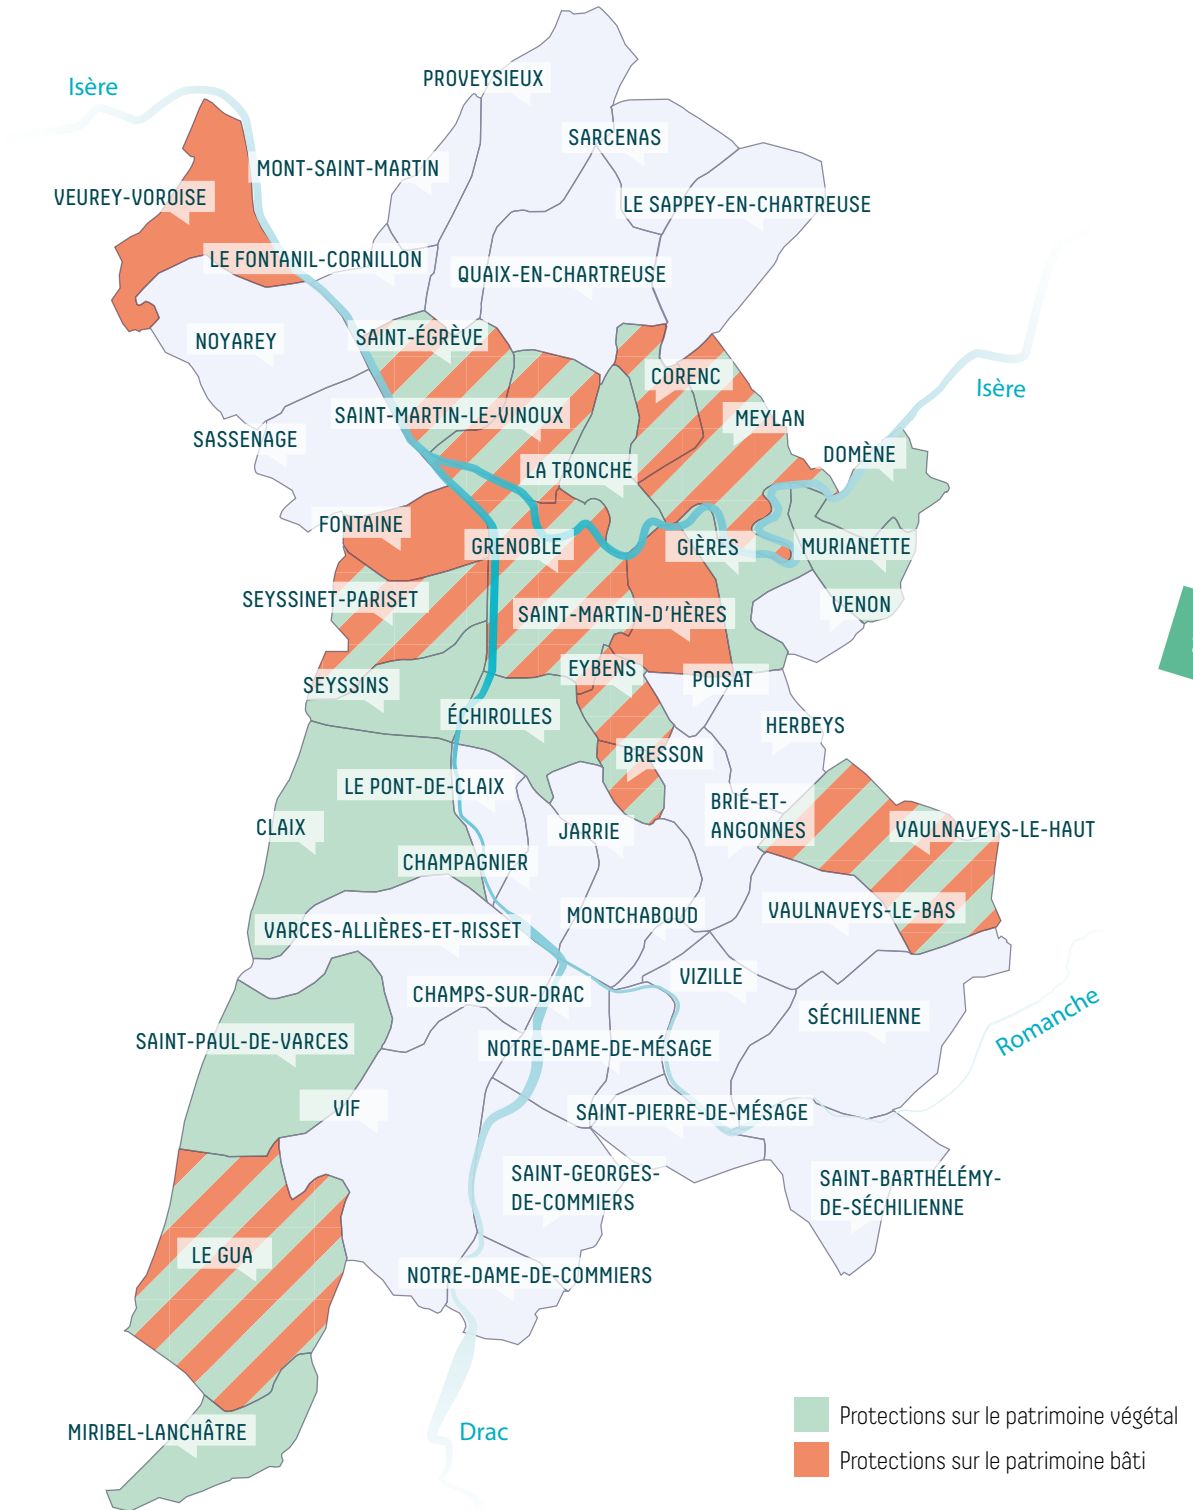 PROVEYSIEUX
Isère
SARCENAS
MONT-SAINT-MARTIN
VEUREY-VOROISE
LE SAPPEY-EN-CHARTREUSE
LE FONTANIL-CORNILLON
QUAIX-EN-CHARTREUSE
SAINT-ÉGRÈVE
NOYAREY
CORENC
Isère
SAINT-MARTIN-LE-VINOUX
MEYLAN
SASSENAGE
DOMÈNE
LA TRONCHE
FONTAINE
GRENOBLE
GIÈRES
MURIANETTE
SEYSSINET-PARISET
VENON
SAINT-MARTIN-D'HÈRES
EYBENS
POISAT
SEYSSINS
ÉCHIROLLES
HERBEYS
BRESSON
LE PONT-DE-CLAIX
BRIÉ-ET-
ANGONNES
CLAIX
JARRIE
VAULNAVEYS-LE-HAUT
CHAMPAGNIER
VAULNAVEYS-LE-BAS
MONTCHABOUD
VARCES-ALLIÈRES-ET-RISSET
VIZILLE
CHAMPS-SUR-DRAC
SÉCHILIENNE
Romanche
SAINT-PAUL-DE-VARCES
NOTRE-DAME-DE-MÉSAGE
VIF
SAINT-PIERRE-DE-MÉSAGE
SAINT-GEORGES-
DE-COMMIERS
SAINT-BARTHÉLÉMY-
DE-SÉCHILIENNE
LE GUA
NOTRE-DAME-DE-COMMIERS
MIRIBEL-LANCHÂTRE
Drac
Protections sur le patrimoine végétal
Protections sur le patrimoine bâti